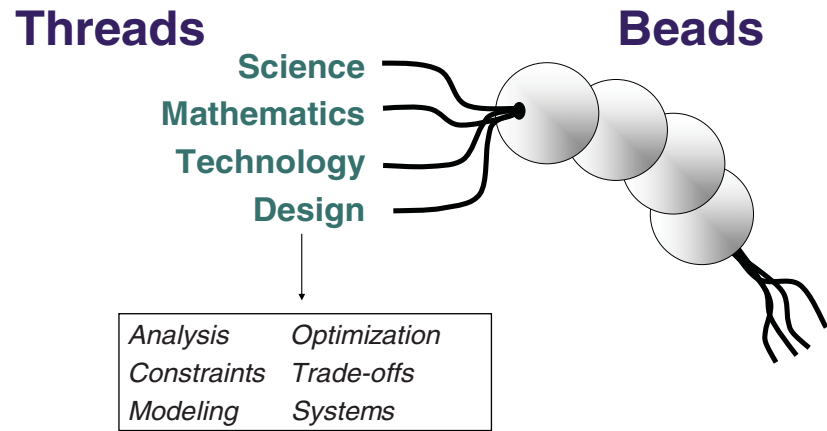 Threads Beads
Science
Mathematics
Technology
Design
Analysis Optimization
Constraints Trade-offs
Modeling Systems